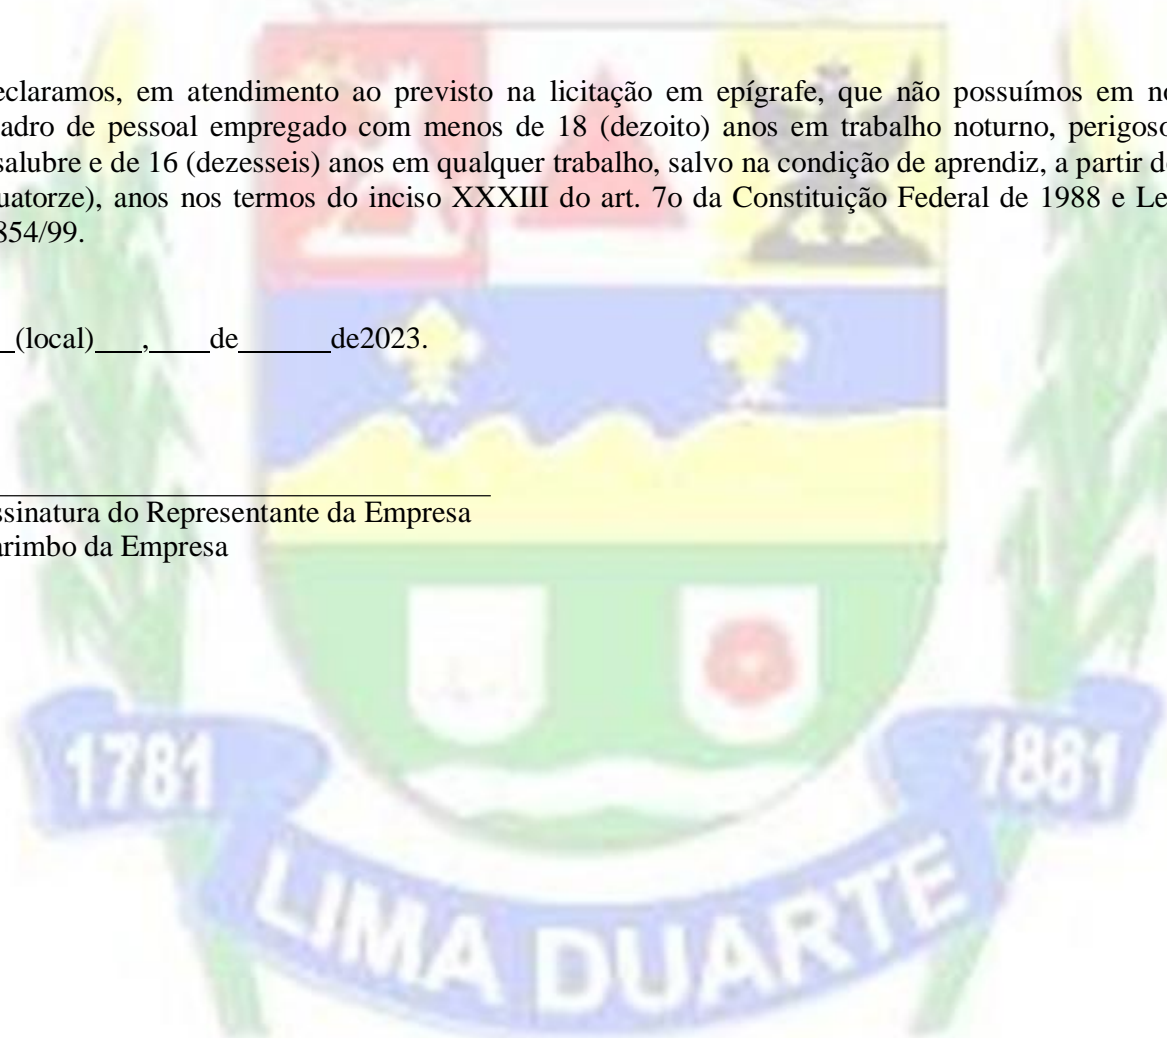 eclaramos, em atendimento ao previsto na licitação em epígrafe, que não possuímos em no
adro de pessoal empregado com menos de 18 (dezoito) anos em trabalho noturno, perigoso
salubre e de 16 (dezesseis) anos em qualquer trabalho, salvo na condição de aprendiz, a partir de
uatorze), anos nos termos do inciso XXXIII do art. 7o da Constituição Federal de 1988 e Le
854/99.
_(local)___,____de______de2023.
ssinatura do Representante da Empresa
arimbo da Empresa
1781
1881
LIMA DUARTE